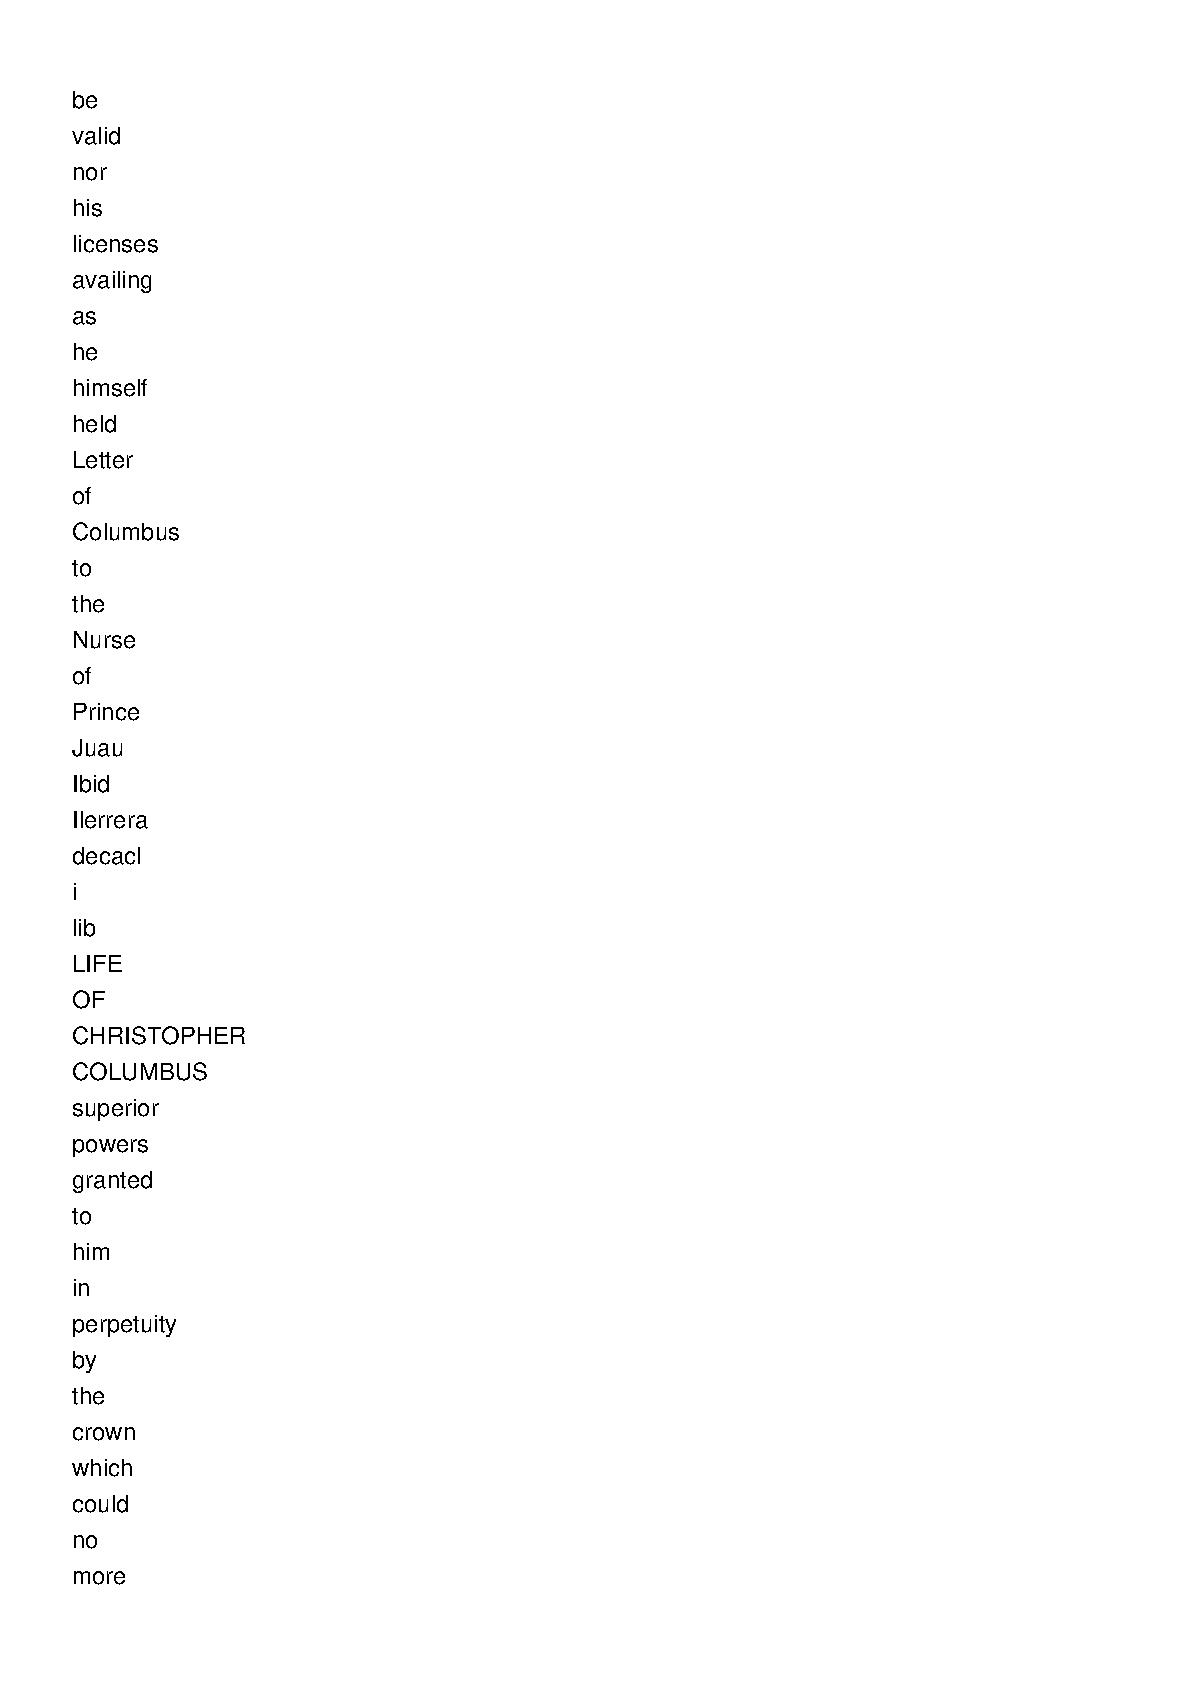 be
valid
nor
his
licenses
availing
as
he
himself
held
Letter
of
Columbus
to
the
Nurse
of
Prince
Juau
Ibid
Ilerrera
decacl
i
lib
LIFE
OF
CHRISTOPHER
COLUMBUS
superior
powers
granted
to
him
in
perpetuity
by
the
crown
which
could
no
more